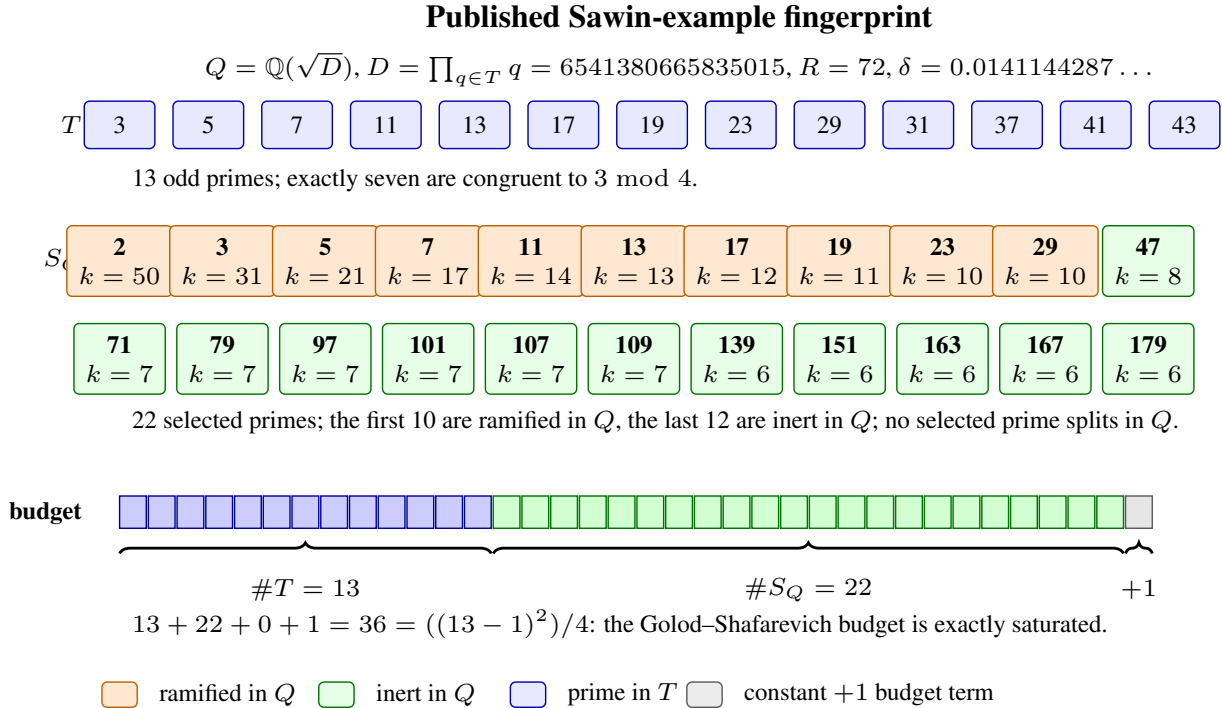 Published Sawin-example fingerprint
Q = ℚ(√D), D = ∏_{q∈T} q = 6541380665835015, R = 72, δ = 0.0141144287 …
T 3 5 7 11 13 17 19 23 29 31 37 41 43
13 odd primes; exactly seven are congruent to 3 mod 4.
2 3 5 7 11 13 17 19 23 29 47
k = 50 k = 31 k = 21 k = 17 k = 14 k = 13 k = 12 k = 11 k = 10 k = 10 k = 8
71 79 97 101 107 109 139 151 163 167 179
k = 7 k = 7 k = 7 k = 7 k = 7 k = 7 k = 6 k = 6 k = 6 k = 6 k = 6
22 selected primes; the first 10 are ramified in Q, the last 12 are inert in Q; no selected prime splits in Q.
budget
#T = 13 #S_Q = 22 +1
13 + 22 + 0 + 1 = 36 = ((13 − 1)²)/4: the Golod–Shafarevich budget is exactly saturated.
ramified in Q inert in Q prime in T constant +1 budget term